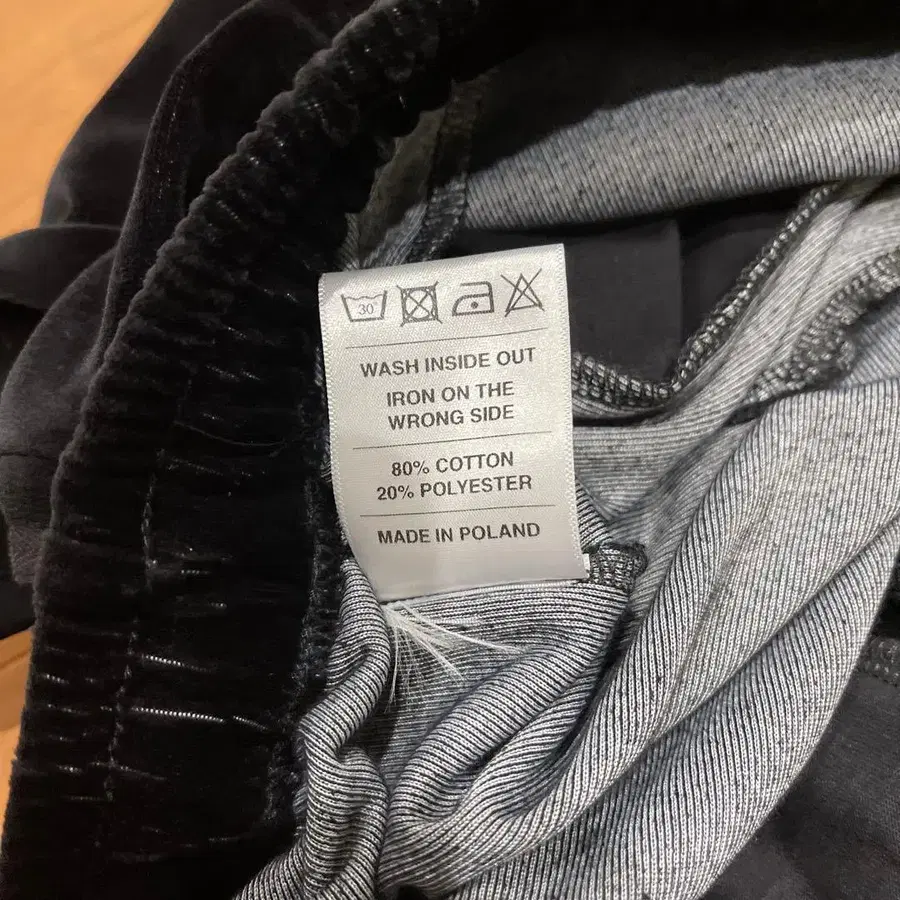 30°
WASH INSIDE OUT
IRON ON THE
WRONG SIDE
80% COTTON
20% POLYESTER
MADE IN POLAND